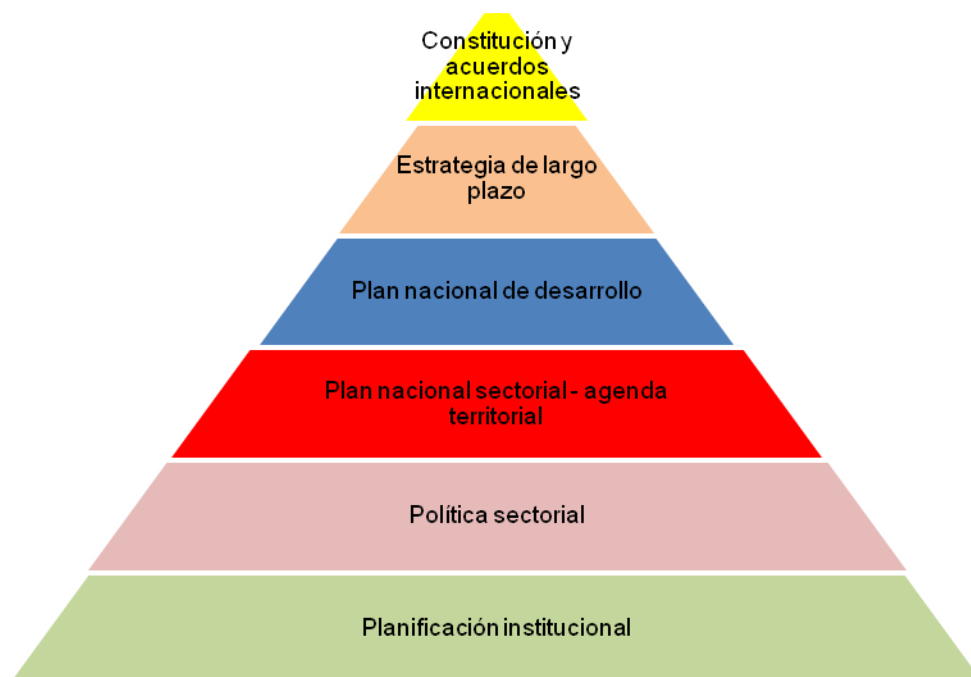 Constitución y
acuerdos
internacionales
Estrategia de largo
plazo
Plan nacional de desarrollo
Plan nacional sectorial - agenda
territorial
Política sectorial
Planificación institucional